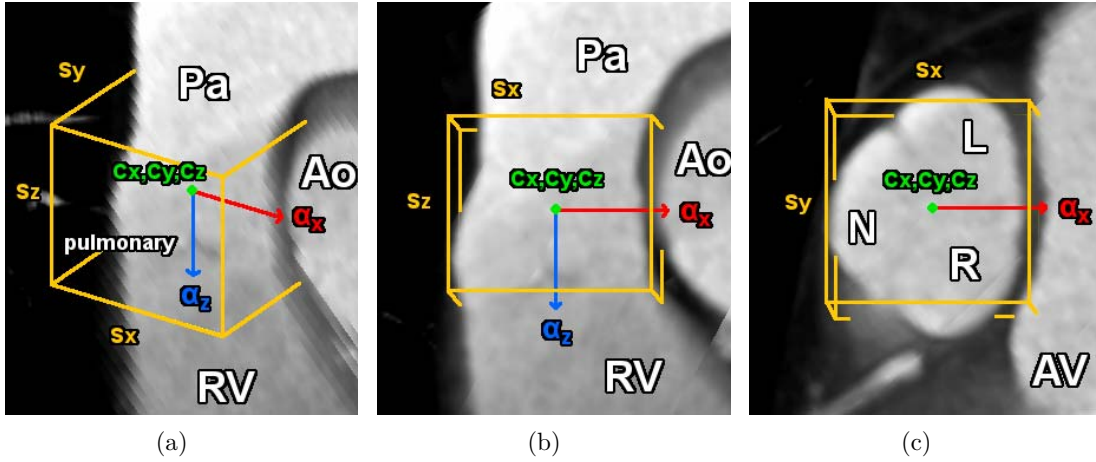 sy
Pa
Cx,Cy,Cz
Ao
sz
αx
pulmonary
αz
sx
RV
(a)
Pa
sx
Ao
Cx,Cy,Cz
sz
αx
αz
RV
(b)
sx
L
Cx,Cy,Cz
sy
αx
N
R
AV
(c)